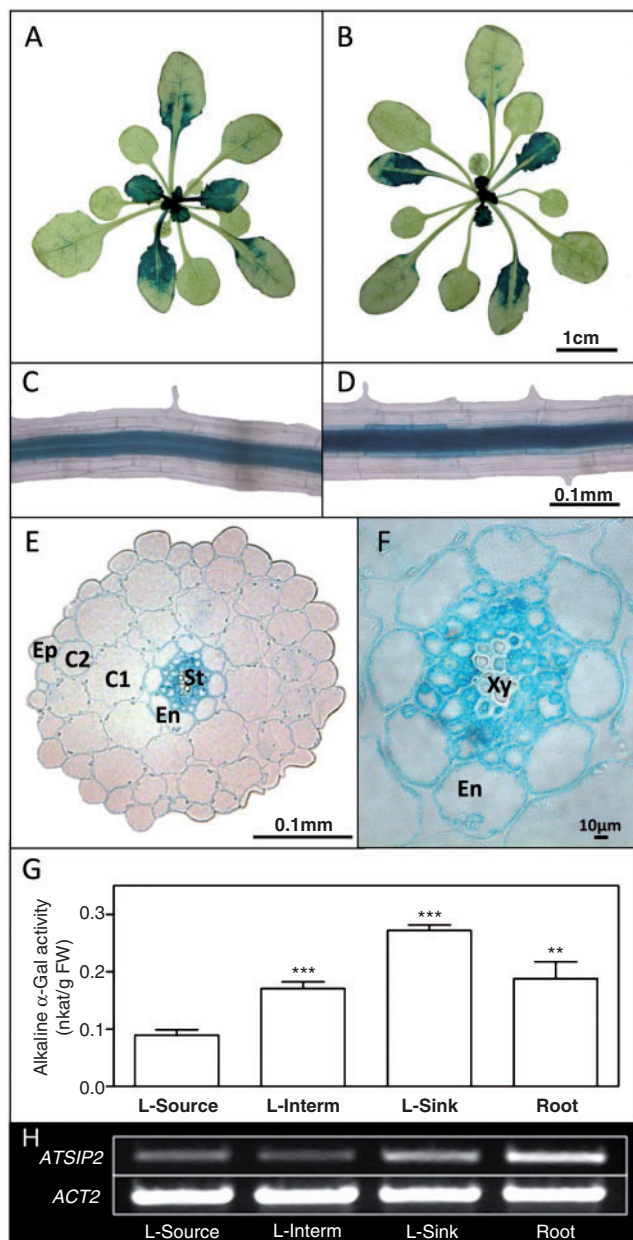 A
B
1cm
C
D
0.1mm
E
F
Ep
C2
C1
St
En
Xy
En
0.1mm
10µm
G
Alkaline α-Gal activity
(nkat/g FW)
0.3
0.2
0.1
0.0
***
***
**
L-Source L-Interm L-Sink Root
H
ATSIP2
ACT2
L-Source L-Interm L-Sink Root